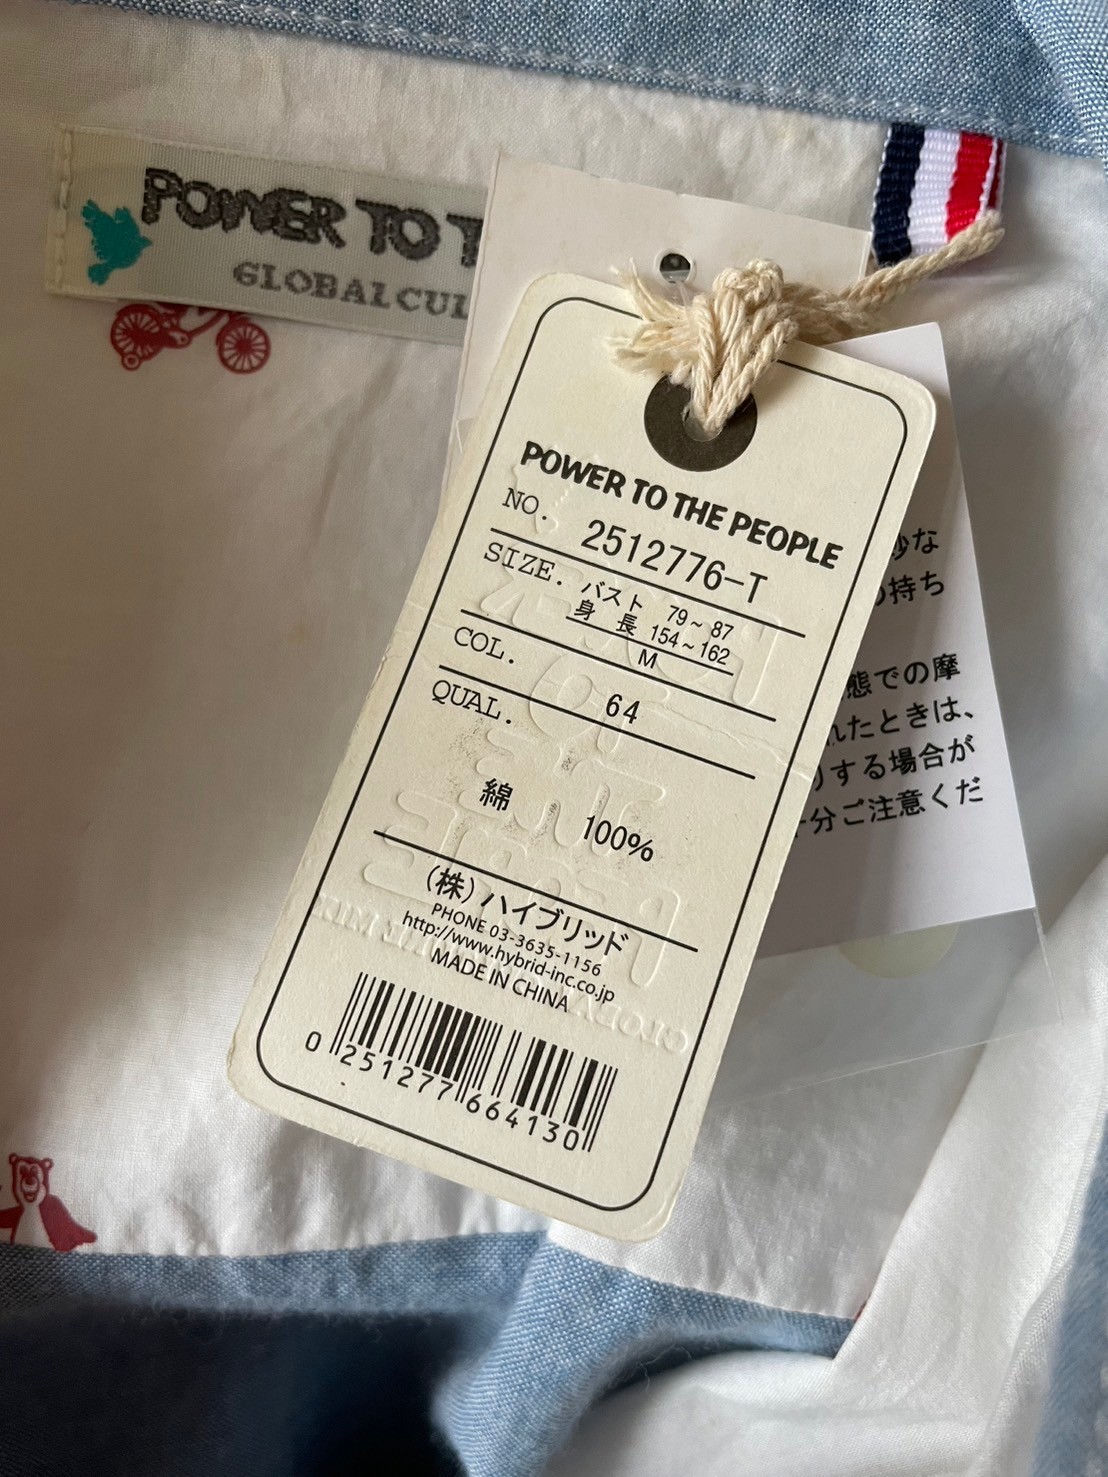 POWER TO T
GLOBAL CUL
POWER TO THE PEOPLE
NO. 2512776-T
SIZE. バスト 79~ 87
身 長 154~162
M
COL. 64
QUAL.
綿 100%
(株)ハイブリッド
PHONE 03-3635-1156
http://www.hybrid-inc.co.jp
MADE IN CHINA
0 251277 664130
妙な
の持ち
態での摩
れたときは、
する場合が
十分ご注意くだ